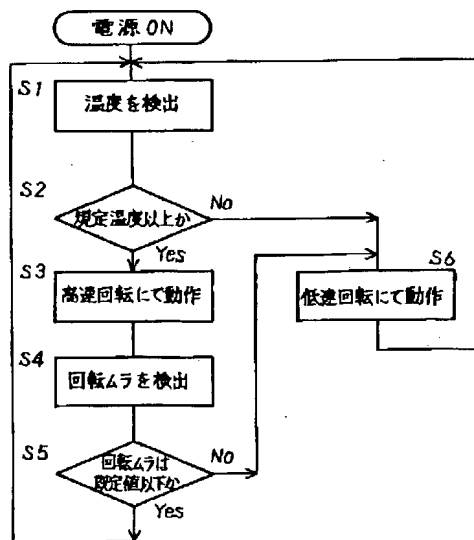 電源ON
S1
温度を検出
S2
規定温度以上か
No
Yes
S3
高速回転にて動作
S6
低速回転にて動作
S4
回転ムラを検出
S5
回転ムラは
既定値以下か
No
Yes